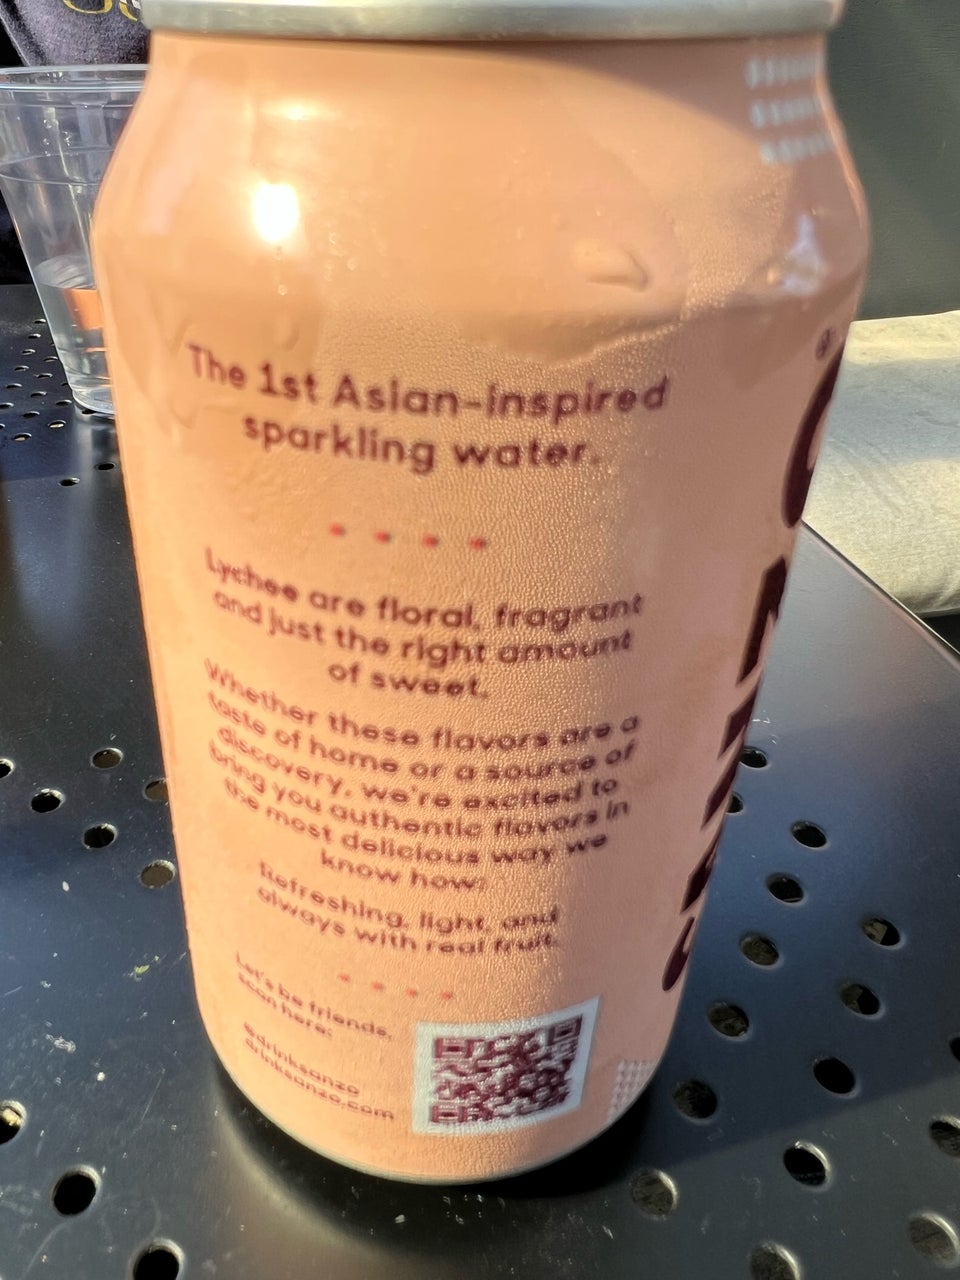 The 1st Asian-inspired
sparkling water.
Lychee are floral, fragrant
and just the right amount
of sweet.
Whether these flavors are a
taste of home or a source of
discovery, we're excited to
bring you authentic flavors in
the most delicious way we
know how:
Refreshing, light, and
always with real fruit.
Let's be friends,
scan here:
@drinksanzo
drinksanzo.com